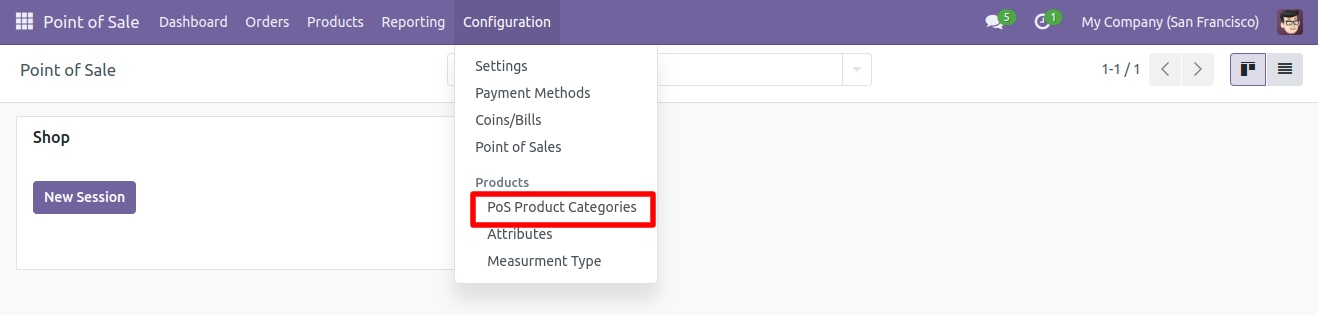 Point of Sale Dashboard Orders Products Reporting Configuration 5 1 My Company (San Francisco)
Point of Sale 1-1 / 1
Settings
Payment Methods
Coins/Bills
Point of Sales
Products
PoS Product Categories
Attributes
Measurment Type
Shop
New Session